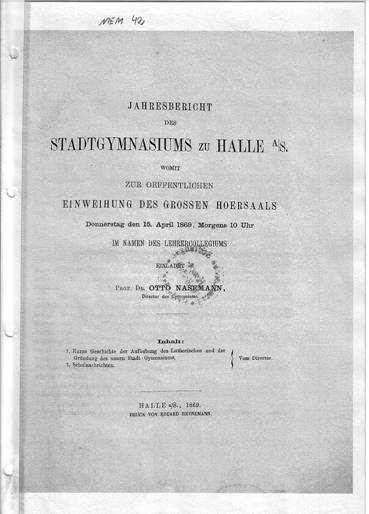 NIEM 42
JAHRESBERICHT
DES
STADTGYMNASIUMS ZU HALLE A/S.
WOMIT
ZUR OEFFENTLICHEN
EINWEIHUNG DES GROSSEN HOERSAALS
Donnerstag den 15. April 1869, Morgens 10 Uhr
IM NAMEN DES LEHRERCOLLEGIUMS
EINLADET
PROF. DR. OTTO NASEMANN,
Director des Gymnasiums.
Inhalt:
1. Kurze Geschichte der Aufhebung des Lutherischen und der
Gründung des neuen Stadt-Gymnasiums.
2. Schulnachrichten.
Vom Director.
HALLE a/S., 1869.
DRUCK VON EDUARD HEYNEMANN.